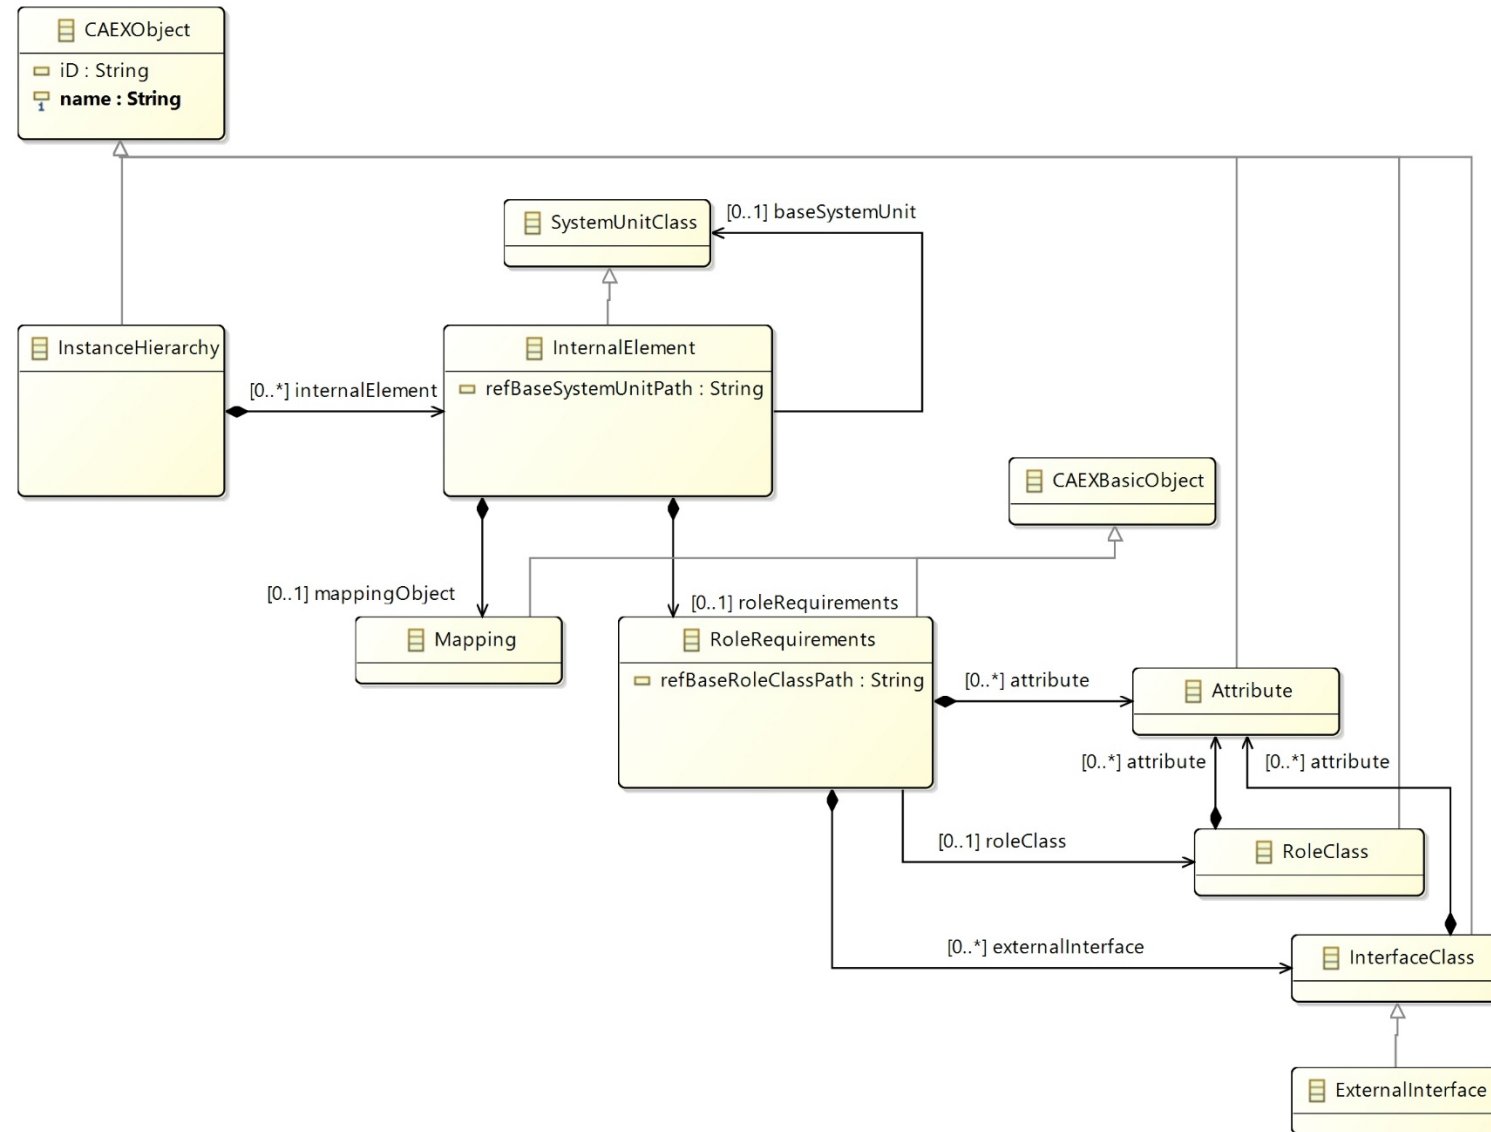 CAEXObject
iD : String
1 name : String
SystemUnitClass
[0..1] baseSystemUnit
InstanceHierarchy
[0..*] internalElement
InternalElement
refBaseSystemUnitPath : String
CAEXBasicObject
[0..1] mappingObject
[0..1] roleRequirements
Mapping
RoleRequirements
refBaseRoleClassPath : String
[0..*] attribute
Attribute
[0..*] attribute
[0..*] attribute
[0..1] roleClass
RoleClass
[0..*] externalInterface
InterfaceClass
ExternalInterface